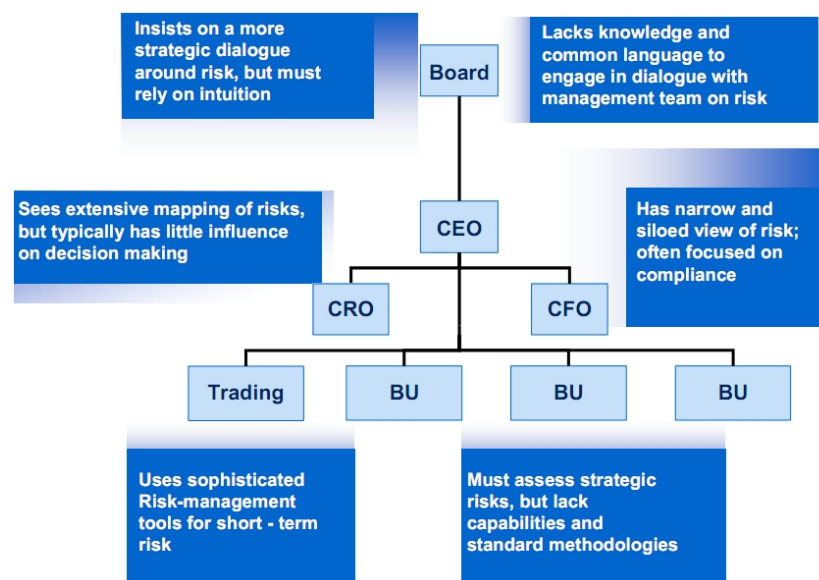 Insists on a more
strategic dialogue
around risk, but must
rely on intuition
Board
Lacks knowledge and
common language to
engage in dialogue with
management team on risk
Sees extensive mapping of risks,
but typically has little influence
on decision making
CEO
Has narrow and
siloed view of risk;
often focused on
compliance
CRO
CFO
Trading
BU
BU
BU
Uses sophisticated
Risk-management
tools for short - term
risk
Must assess strategic
risks, but lack
capabilities and
standard methodologies